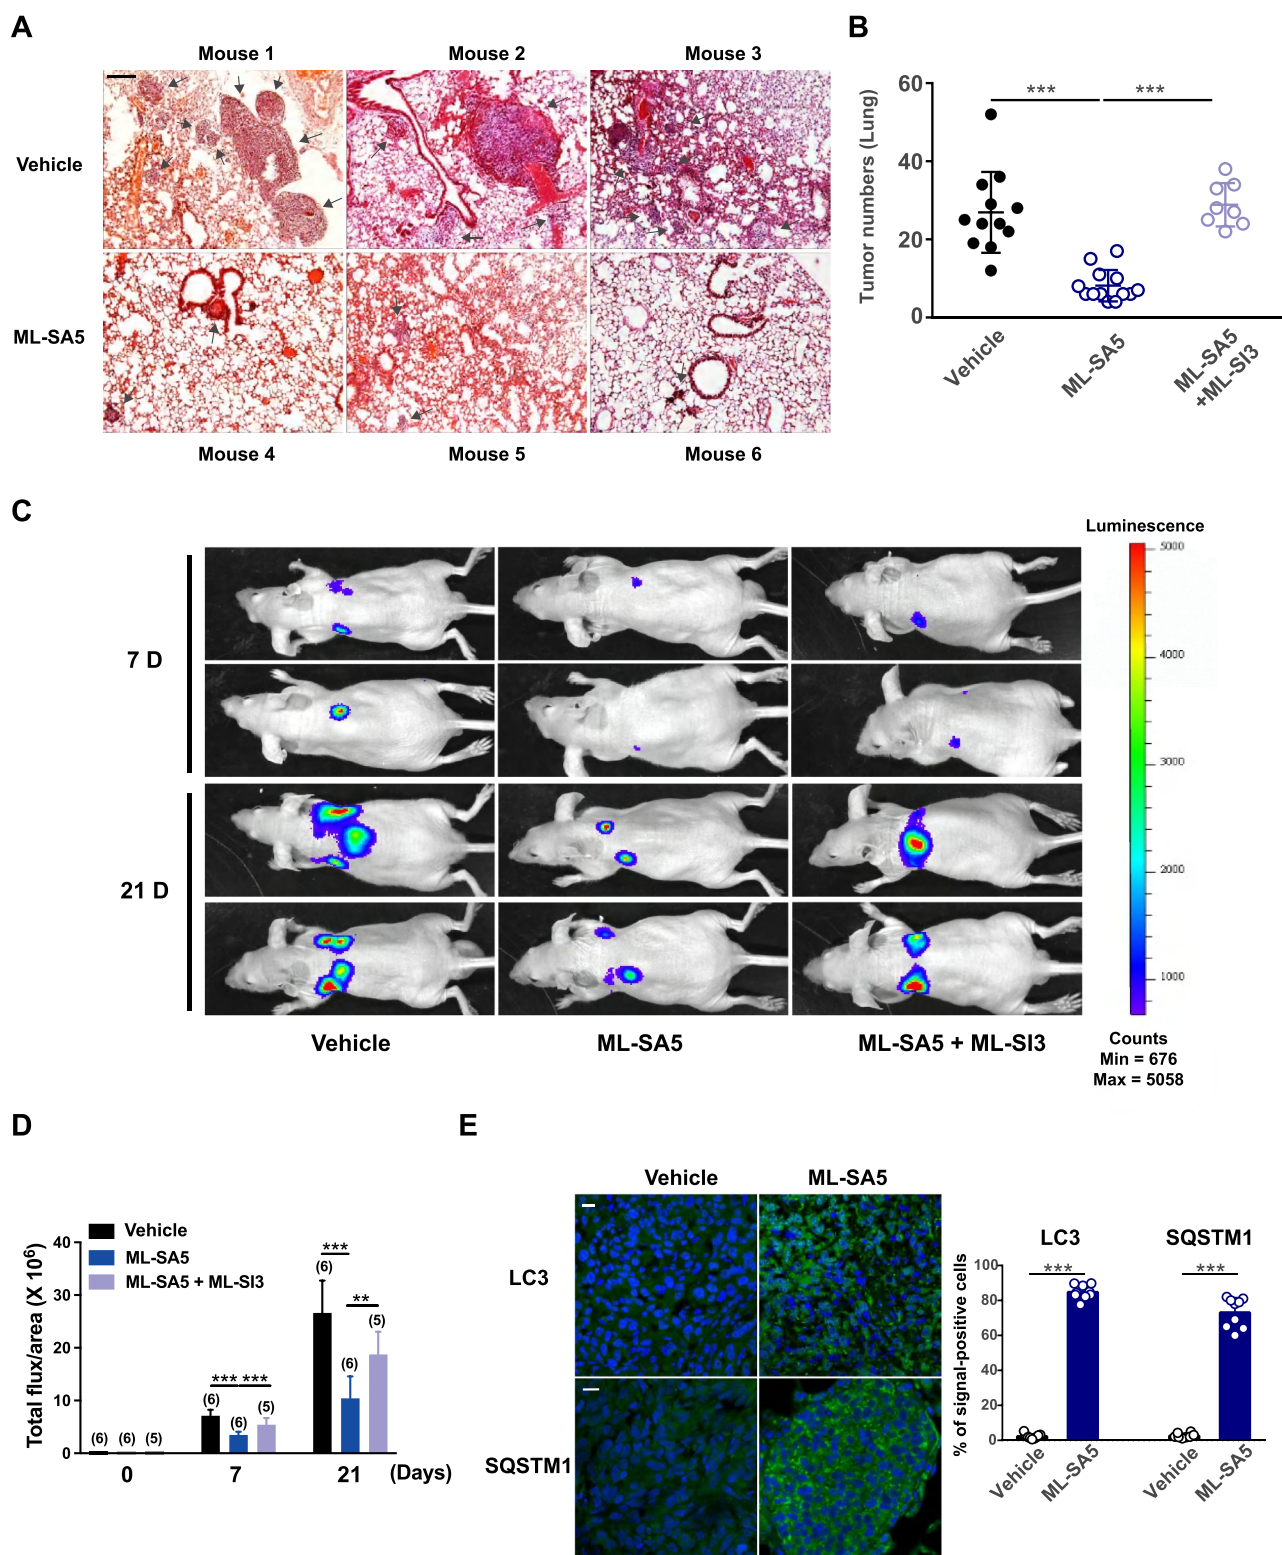 A
Mouse 1
Mouse 2
Mouse 3
Vehicle
ML-SA5
Mouse 4
Mouse 5
Mouse 6
B
Tumor numbers (Lung)
60
40
20
0
***
***
Vehicle
ML-SA5
ML-SA5
+ML-SI3
C
Luminescence
5000
4000
3000
2000
1000
7 D
21 D
Vehicle
ML-SA5
ML-SA5 + ML-SI3
Counts
Min = 676
Max = 5058
D
Vehicle
ML-SA5
ML-SA5 + ML-SI3
Total flux/area (X 10⁶)
40
30
20
10
0
(6)
(6)
(5)
***
***
(6)
(6)
(5)
***
**
(6)
(6)
(5)
0
7
21
(Days)
E
Vehicle
ML-SA5
LC3
SQSTM1
LC3
SQSTM1
% of signal-positive cells
100
80
60
40
20
0
***
***
Vehicle
ML-SA5
Vehicle
ML-SA5